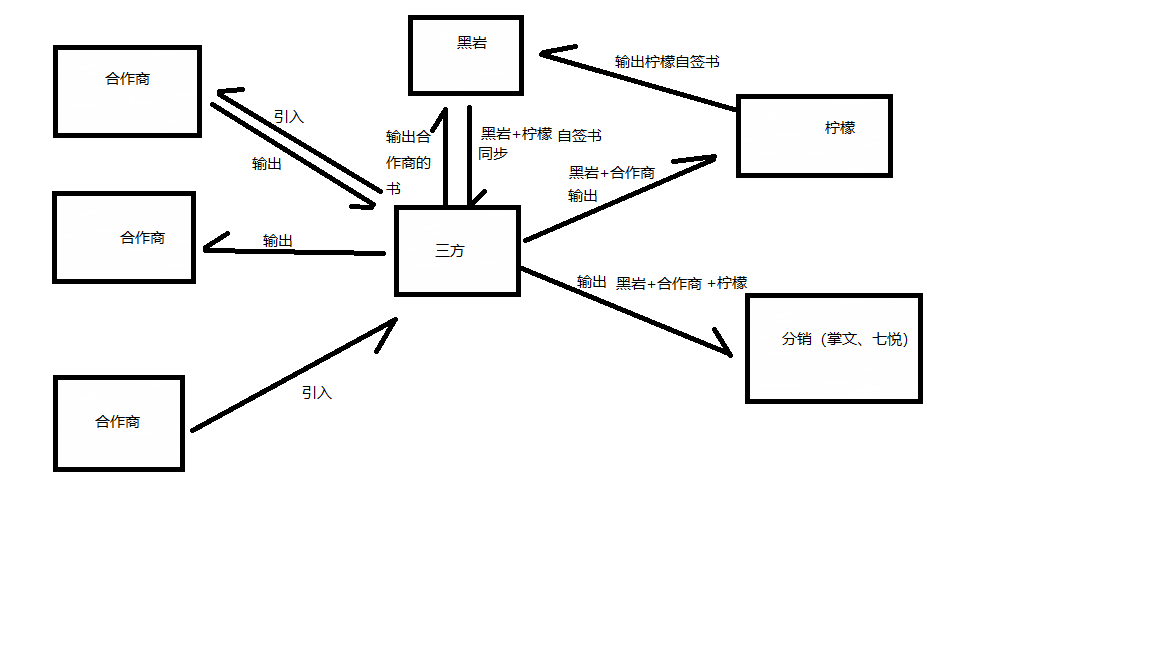 黑岩
合作商
输出柠檬自签书
引入
柠檬
输出合
作商的
书
黑岩+柠檬 自签书
同步
输出
黑岩+合作商
输出
合作商
输出
三方
输出 黑岩+合作商 +柠檬
分销（掌文、七悦）
引入
合作商